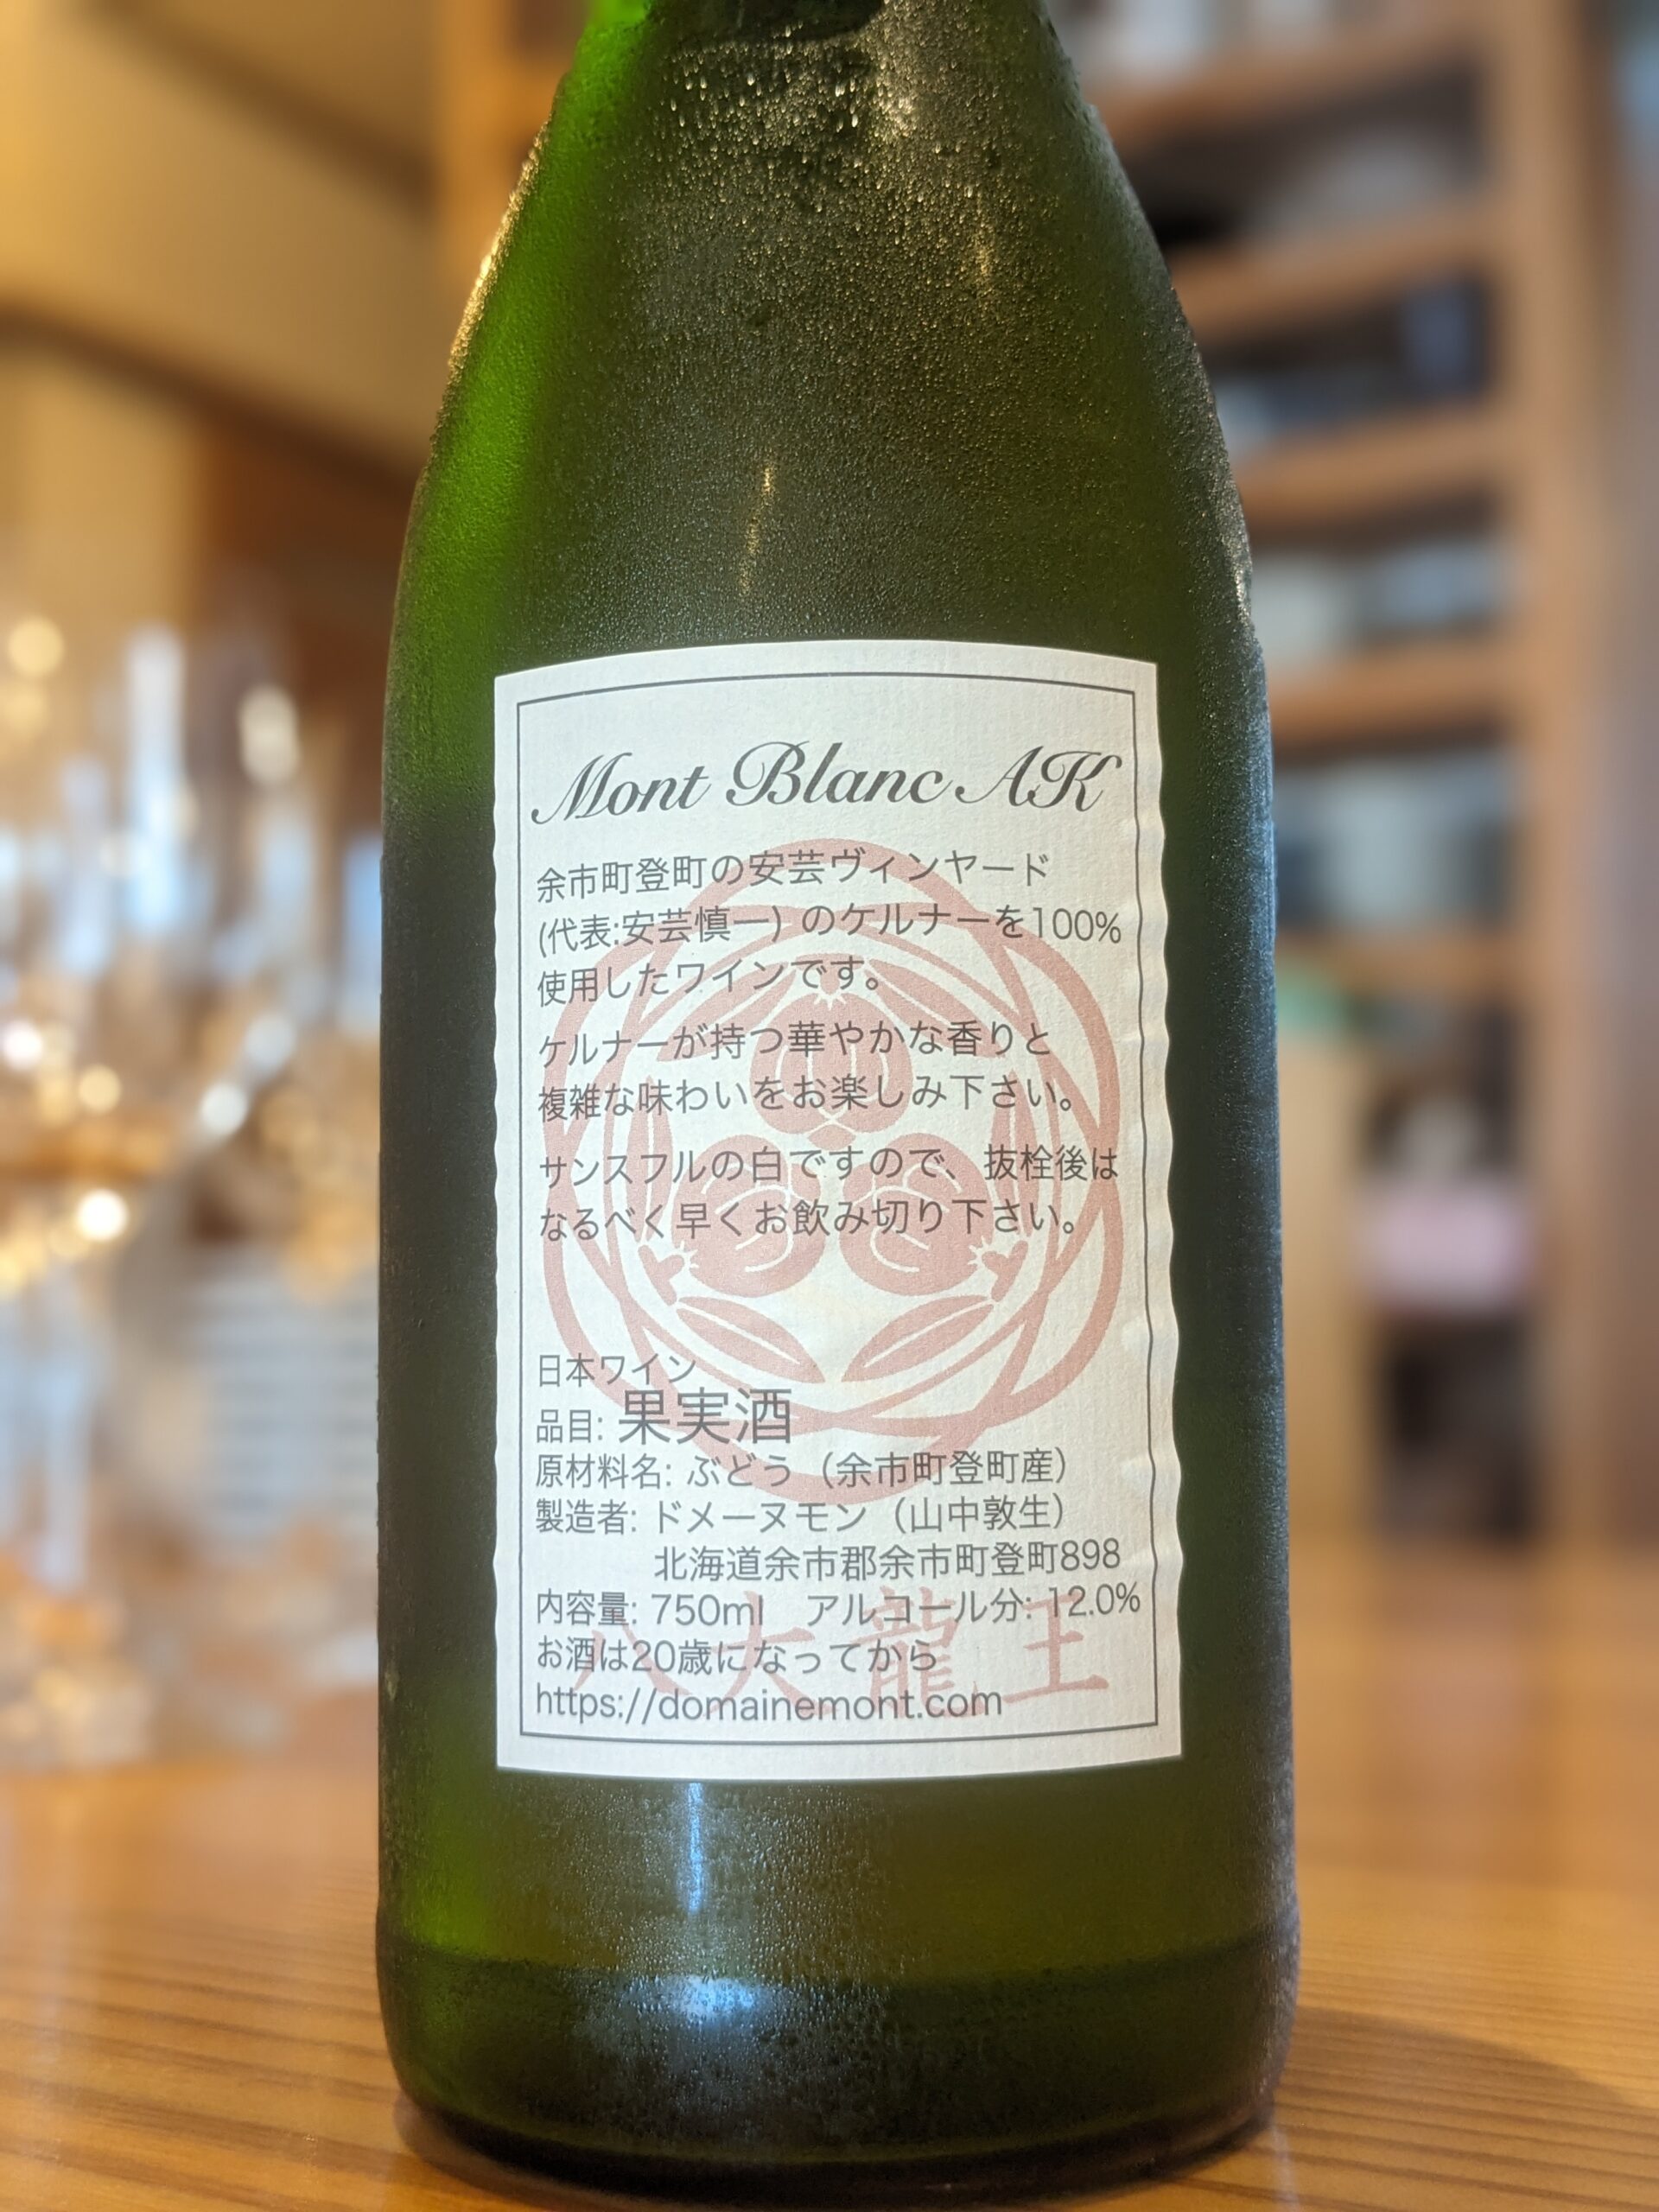 Mont Blanc AK
余市町登町の安芸ヴィンヤード
(代表:安芸慎一) のケルナーを100%
使用したワインです。
ケルナーが持つ華やかな香りと
複雑な味わいをお楽しみ下さい。
サンスフルの白ですので、抜栓後は
なるべく早くお飲み切り下さい。
日本ワイン
品目: 果実酒
原材料名: ぶどう（余市町登町産）
製造者: ドメーヌモン（山中敦生）
北海道余市郡余市町登町898
内容量: 750ml アルコール分: 12.0%
お酒は20歳になってから
https://domainemont.com
八大龍王